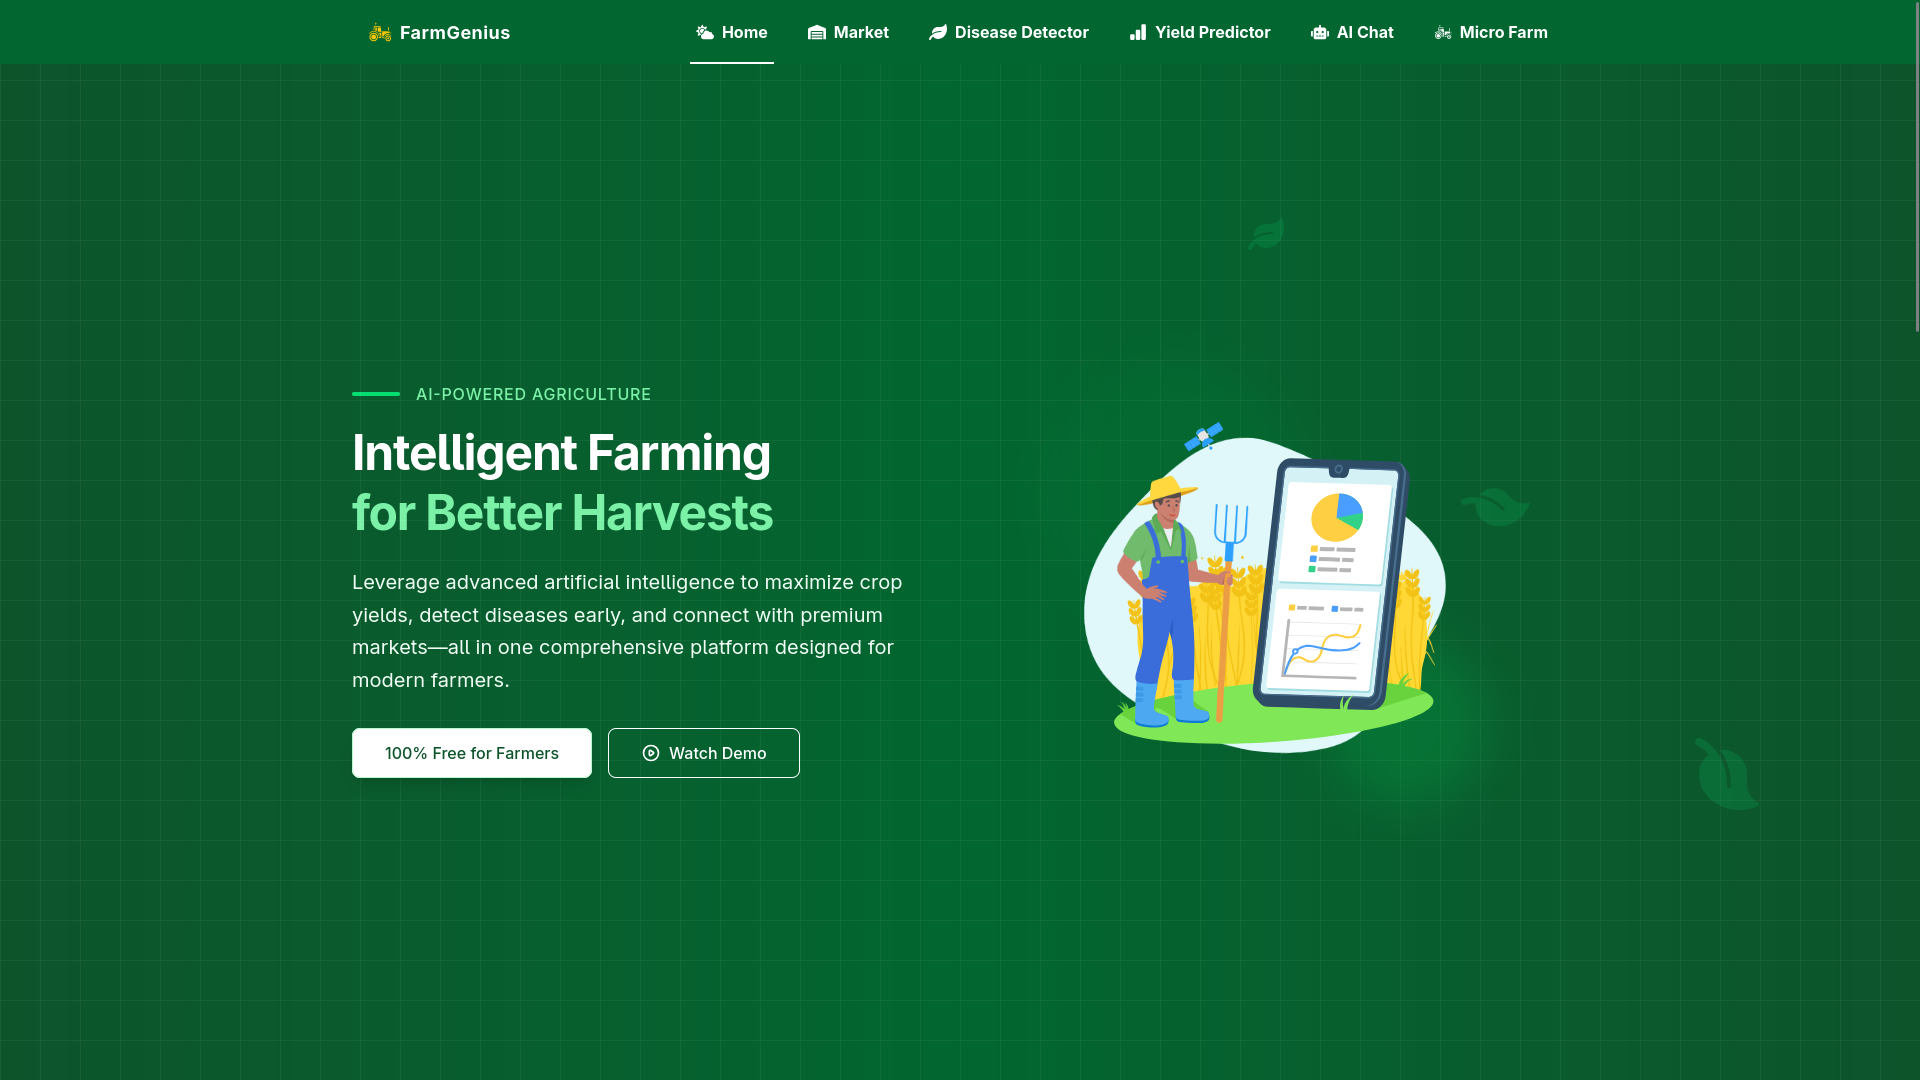 FarmGenius
Home
Market
Disease Detector
Yield Predictor
AI Chat
Micro Farm
AI-POWERED AGRICULTURE
Intelligent Farming
for Better Harvests
Leverage advanced artificial intelligence to maximize crop
yields, detect diseases early, and connect with premium
markets—all in one comprehensive platform designed for
modern farmers.
100% Free for Farmers
Watch Demo